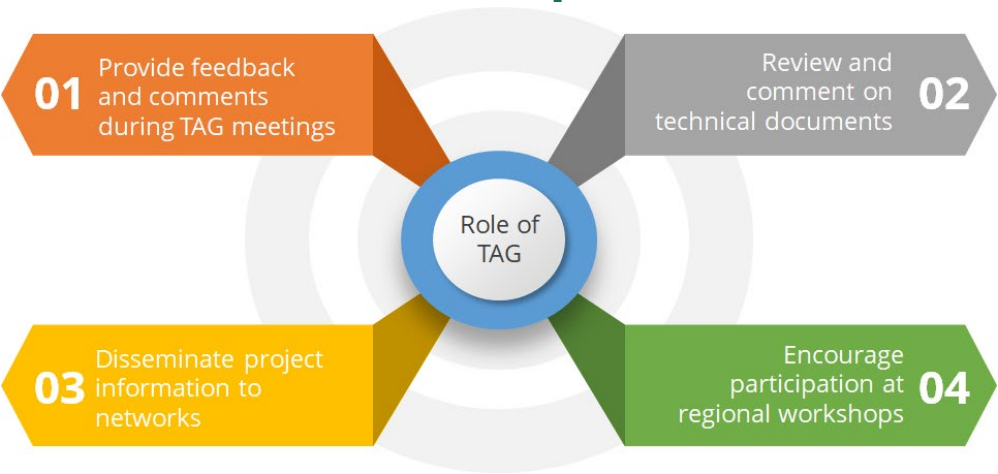 01
Provide feedback
and comments
during TAG meetings
Review and
comment on
technical documents
02
Role of
TAG
03
Disseminate project
information to
networks
Encourage
participation at
regional workshops
04